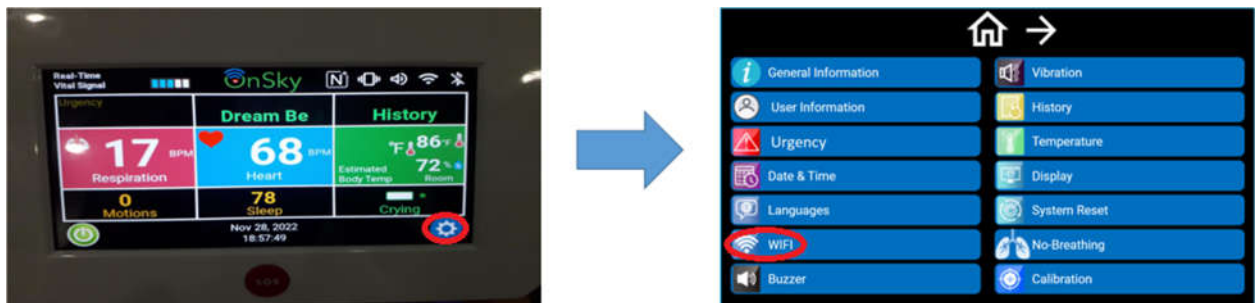 Real-Time
Vital Signal
OnSky
N
Urgency
Dream Be
History
17 BPM
Respiration
68 BPM
Heart
°F 86°F
Estimated
Body Temp
72 %
Room
0
Motions
78
Sleep
Crying
Nov 28, 2022
18:57:49
SOS
General Information
User Information
Urgency
Date & Time
Languages
WIFI
Buzzer
Vibration
History
Temperature
Display
System Reset
No-Breathing
Calibration